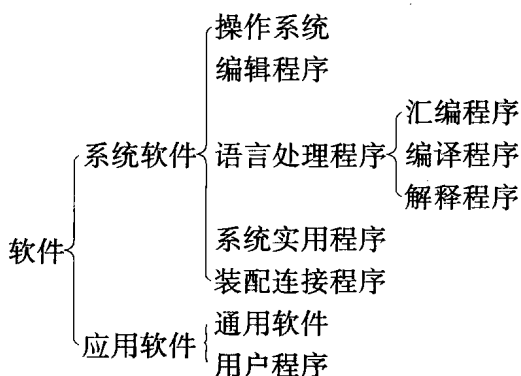 操作系统
编辑程序
汇编程序
系统软件 语言处理程序 编译程序
解释程序
系统实用程序
软件
装配连接程序
通用软件
应用软件
用户程序